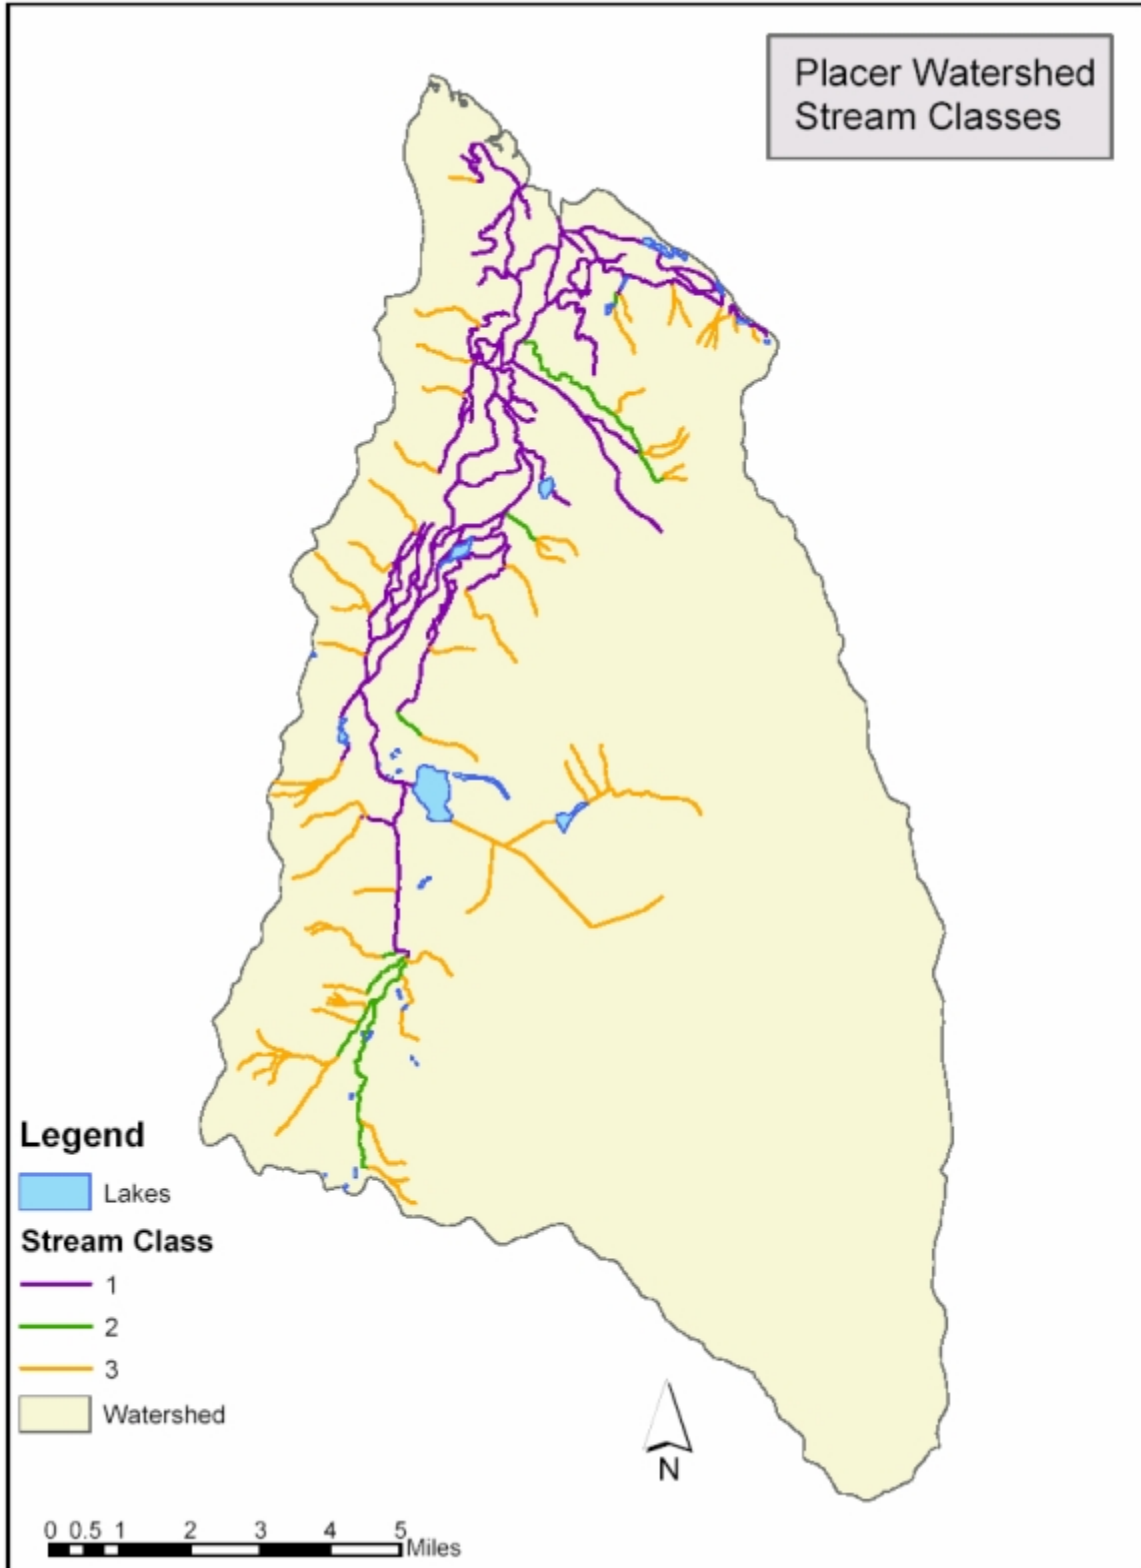 Placer Watershed
Stream Classes
Legend
Lakes
Stream Class
1
2
3
Watershed
N
0 0.5 1 2 3 4 5
Miles